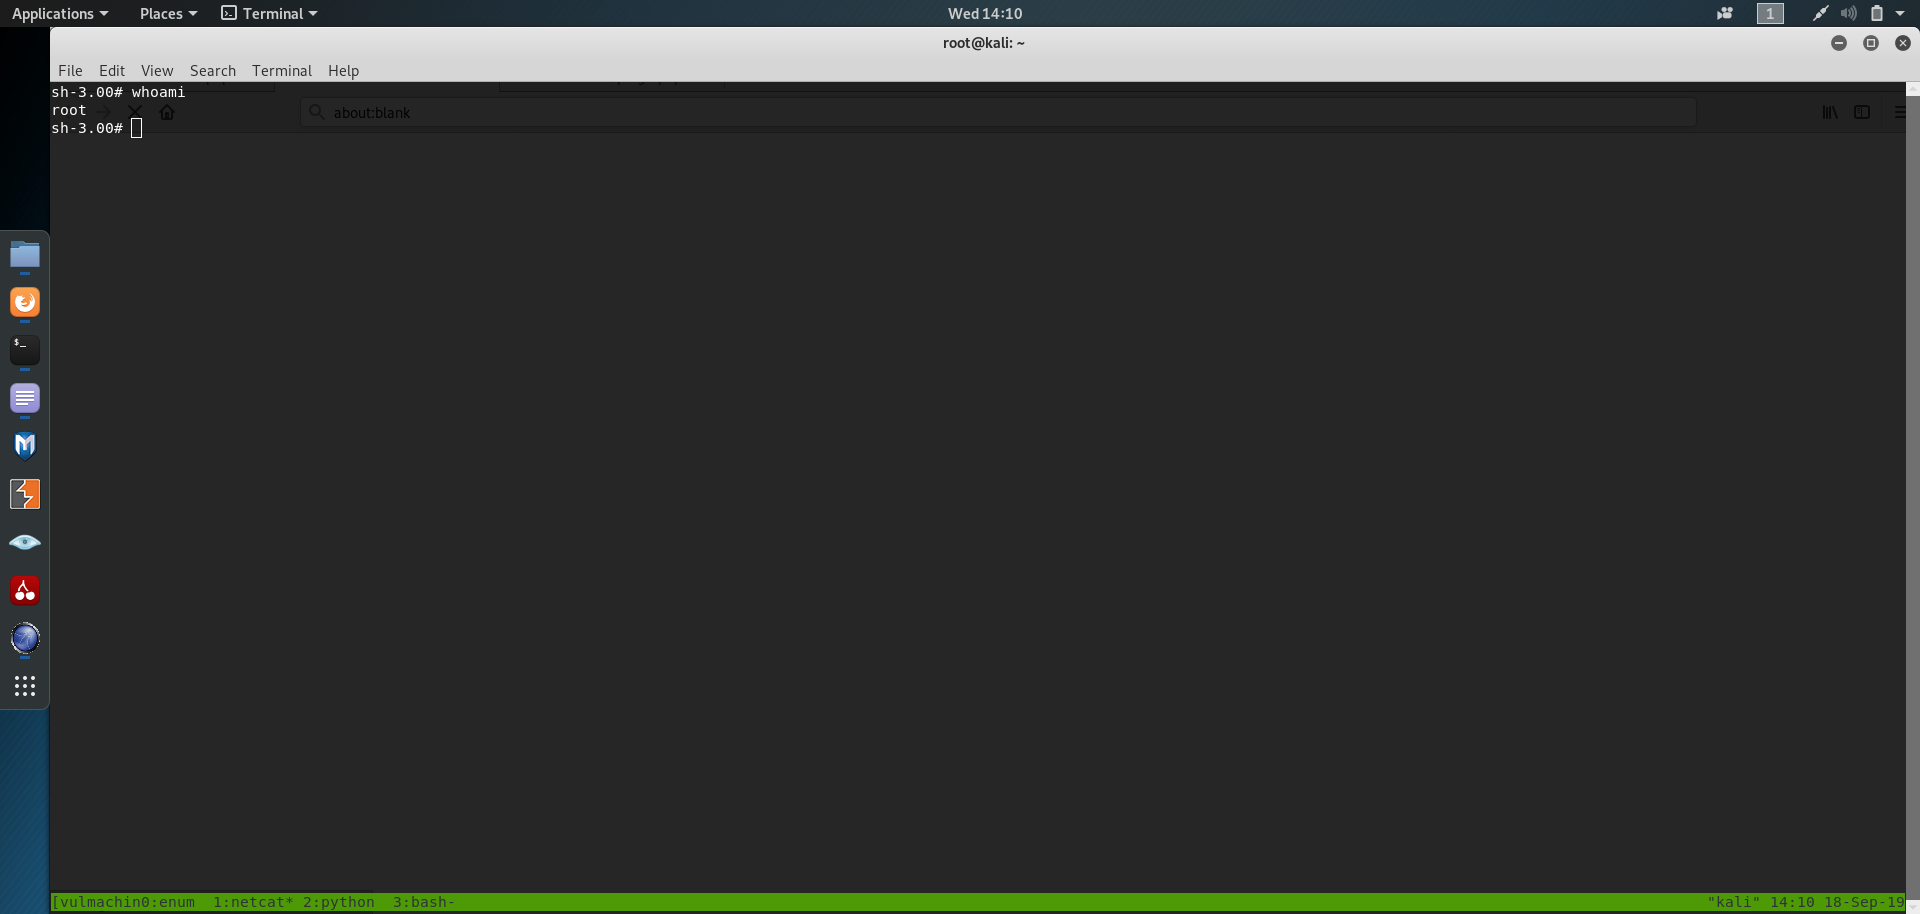 Applications Places Terminal Wed 14:10 1
root@kali: ~
File Edit View Search Terminal Help
sh-3.00# whoami
root
about:blank
sh-3.00#
$_
[vulmachin0:enum  1:netcat* 2:python  3:bash- "kali" 14:10 18-Sep-19